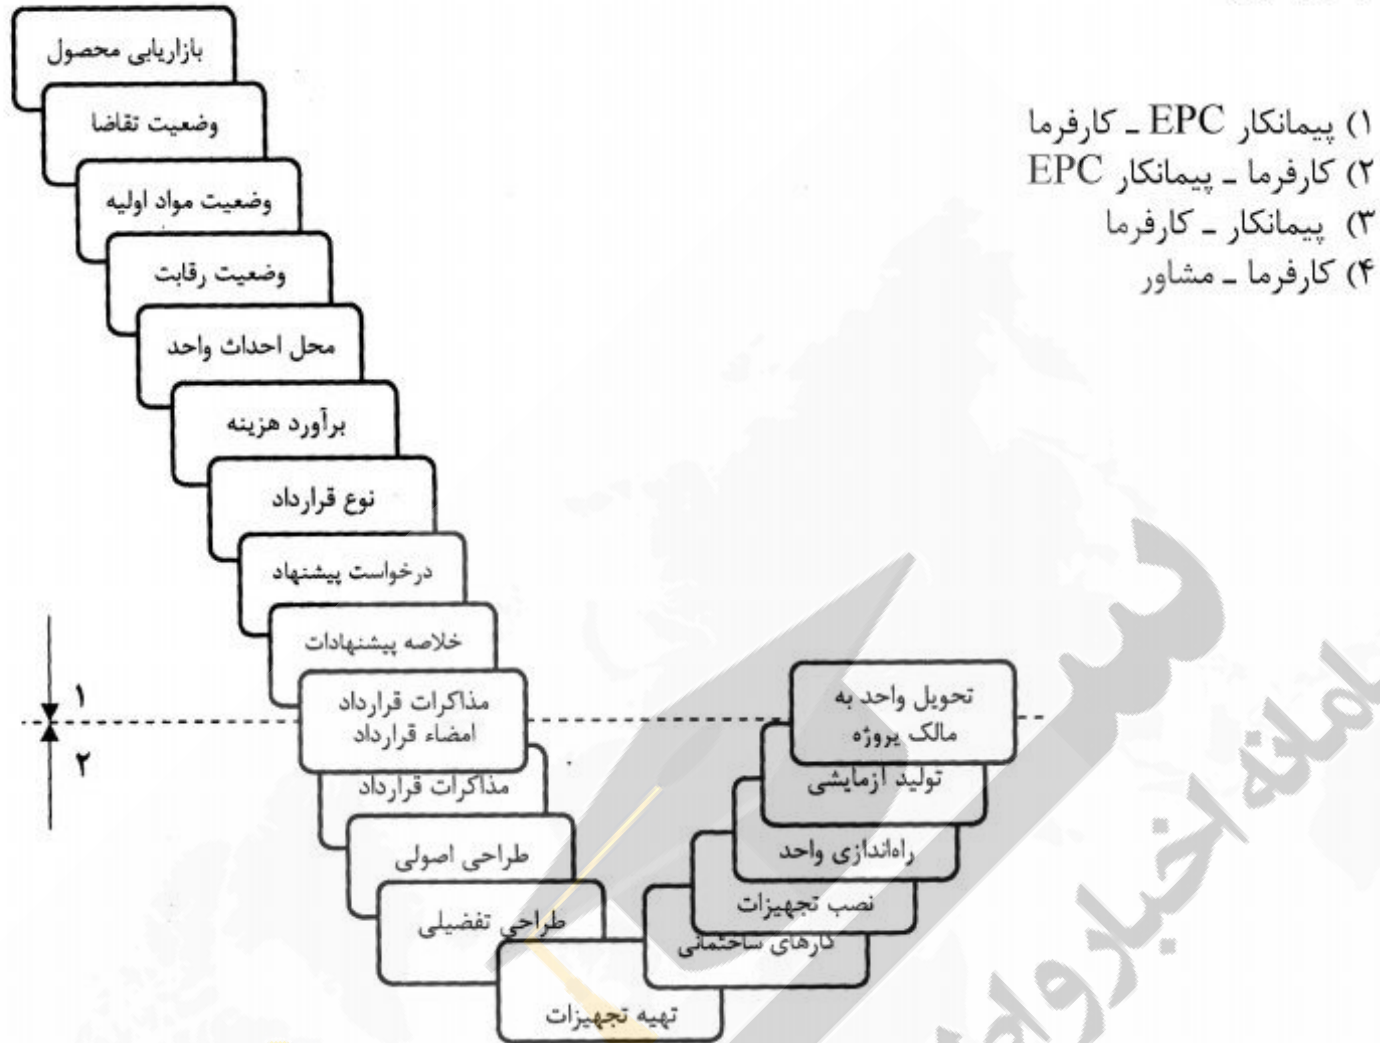 ۱) پیمانکار EPC ـ کارفرما
۲) کارفرما ـ پیمانکار EPC
۳) پیمانکار ـ کارفرما
۴) کارفرما ـ مشاور
بازاریابی محصول
وضعیت تقاضا
وضعیت مواد اولیه
وضعیت رقابت
محل احداث واحد
برآورد هزینه
نوع قرارداد
درخواست پیشنهاد
خلاصه پیشنهادات
۱
۲
مذاکرات قرارداد
امضاء قرارداد
مذاکرات قرارداد
طراحی اصولی
طراحی تفضیلی
تهیه تجهیزات
کارهای ساختمانی
نصب تجهیزات
راه‌اندازی واحد
تولید آزمایشی
تحویل واحد به
مالک پروژه